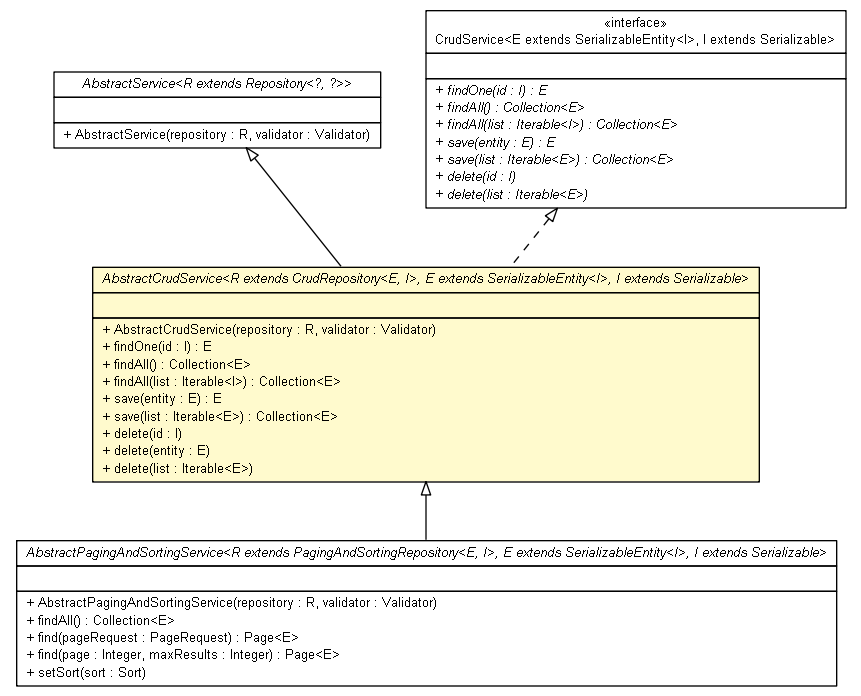 «interface»
CrudService<E extends SerializableEntity<I>, I extends Serializable>
+ findOne(id : I) : E
+ findAll() : Collection<E>
+ findAll(list : Iterable<I>) : Collection<E>
+ save(entity : E) : E
+ save(list : Iterable<E>) : Collection<E>
+ delete(id : I)
+ delete(list : Iterable<E>)
AbstractService<R extends Repository<?, ?>>
+ AbstractService(repository : R, validator : Validator)
AbstractCrudService<R extends CrudRepository<E, I>, E extends SerializableEntity<I>, I extends Serializable>
+ AbstractCrudService(repository : R, validator : Validator)
+ findOne(id : I) : E
+ findAll() : Collection<E>
+ findAll(list : Iterable<I>) : Collection<E>
+ save(entity : E) : E
+ save(list : Iterable<E>) : Collection<E>
+ delete(id : I)
+ delete(entity : E)
+ delete(list : Iterable<E>)
AbstractPagingAndSortingService<R extends PagingAndSortingRepository<E, I>, E extends SerializableEntity<I>, I extends Serializable>
+ AbstractPagingAndSortingService(repository : R, validator : Validator)
+ findAll() : Collection<E>
+ find(pageRequest : PageRequest) : Page<E>
+ find(page : Integer, maxResults : Integer) : Page<E>
+ setSort(sort : Sort)